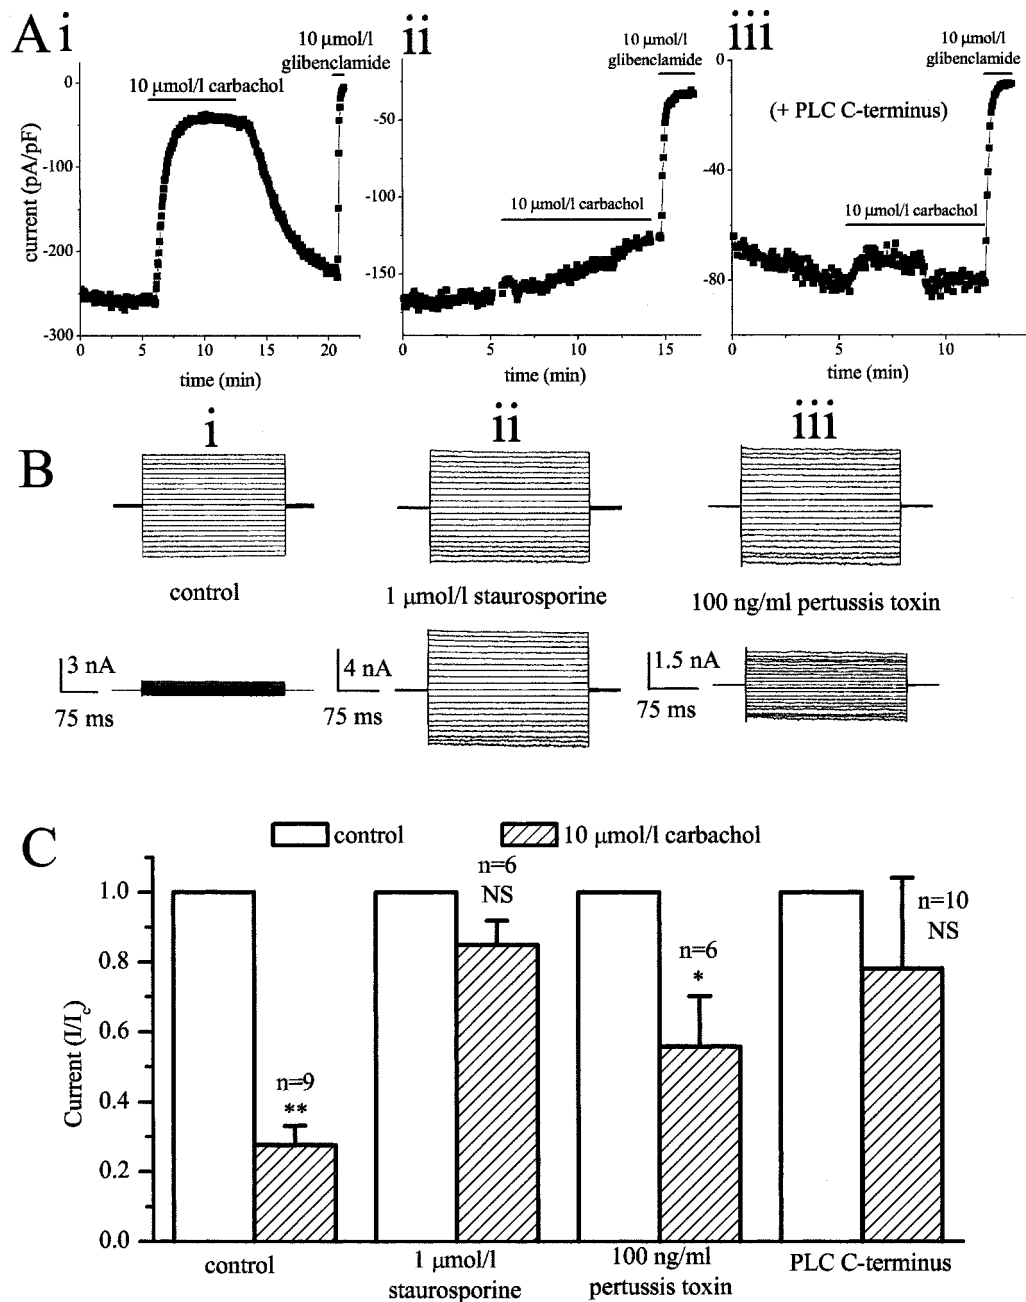 A i
10 μmol/l carbachol
10 μmol/l
glibenclamide
0
-100
-200
-300
current (pA/pF)
0 5 10 15 20
time (min)
ii
10 μmol/l
glibenclamide
10 μmol/l carbachol
-50
-100
-150
0 5 10 15
time (min)
iii
10 μmol/l
glibenclamide
(+ PLC C-terminus)
10 μmol/l carbachol
0
-40
-80
0 5 10
time (min)
B
i
control
3 nA
75 ms
ii
1 μmol/l staurosporine
4 nA
75 ms
iii
100 ng/ml pertussis toxin
1.5 nA
75 ms
C
control
10 μmol/l carbachol
Current (I/Ic)
1.0
0.8
0.6
0.4
0.2
0.0
n=9
**
n=6
NS
n=6
*
n=10
NS
control
1 μmol/l
staurosporine
100 ng/ml
pertussis toxin
PLC C-terminus